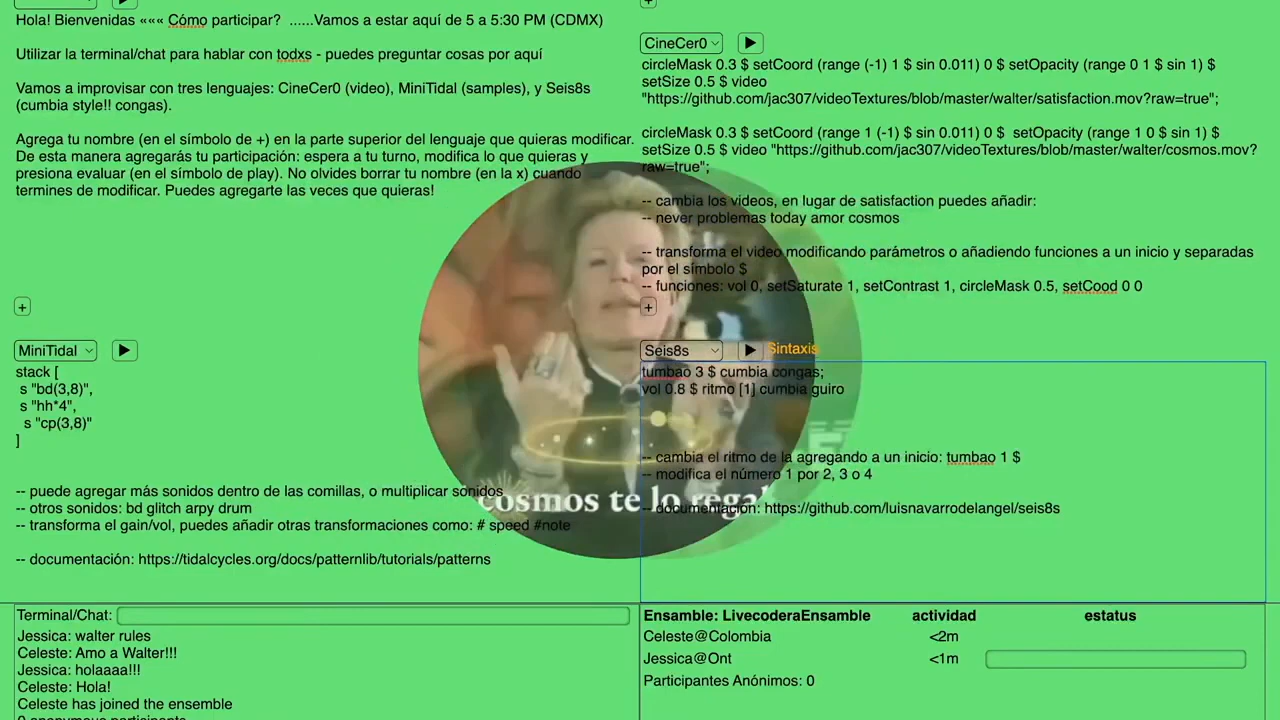 Hola! Bienvenidas ««« Cómo participar?  ......Vamos a estar aquí de 5 a 5:30 PM (CDMX)
Utilizar la terminal/chat para hablar con todxs - puedes preguntar cosas por aquí
Vamos a improvisar con tres lenguajes: CineCer0 (video), MiniTidal (samples), y Seis8s
(cumbia style!! congas).
Agrega tu nombre (en el símbolo de +) en la parte superior del lenguaje que quieras modificar.
De esta manera agregarás tu participación: espera a tu turno, modifica lo que quieras y
presiona evaluar (en el símbolo de play). No olvides borrar tu nombre (en la x) cuando
termines de modificar. Puedes agregarte las veces que quieras!
+
CineCer0
circleMask 0.3 $ setCoord (range (-1) 1 $ sin 0.011) 0 $ setOpacity (range 0 1 $ sin 1) $
setSize 0.5 $ video
"https://github.com/jac307/videoTextures/blob/master/walter/satisfaction.mov?raw=true";
circleMask 0.3 $ setCoord (range 1 (-1) $ sin 0.011) 0 $  setOpacity (range 1 0 $ sin 1) $
setSize 0.5 $ video "https://github.com/jac307/videoTextures/blob/master/walter/cosmos.mov?
raw=true";
-- cambia los videos, en lugar de satisfaction puedes añadir:
-- never problemas today amor cosmos
-- transforma el video modificando parámetros o añadiendo funciones a un inicio y separadas
por el símbolo $
-- funciones: vol 0, setSaturate 1, setContrast 1, circleMask 0.5, setCood 0 0
+
MiniTidal
stack [
s "bd(3,8)",
s "hh*4",
s "cp(3,8)"
]
-- puede agregar más sonidos dentro de las comillas, o multiplicar sonidos
-- otros sonidos: bd glitch arpy drum
-- transforma el gain/vol, puedes añadir otras transformaciones como: # speed #note
-- documentación: https://tidalcycles.org/docs/patternlib/tutorials/patterns
Seis8s Sintaxis
tumbao 3 $ cumbia congas;
vol 0.8 $ ritmo [1] cumbia guiro
-- cambia el ritmo de la agregando a un inicio: tumbao 1 $
-- modifica el número 1 por 2, 3 o 4
-- documentación: https://github.com/luisnavarrodelangel/seis8s
cosmos te lo regal
Terminal/Chat:
Jessica: walter rules
Celeste: Amo a Walter!!!
Jessica: holaaaa!!!
Celeste: Hola!
Celeste has joined the ensemble
0 anonymous participants
Ensamble: LivecoderaEnsamble actividad estatus
Celeste@Colombia <2m
Jessica@Ont <1m
Participantes Anónimos: 0